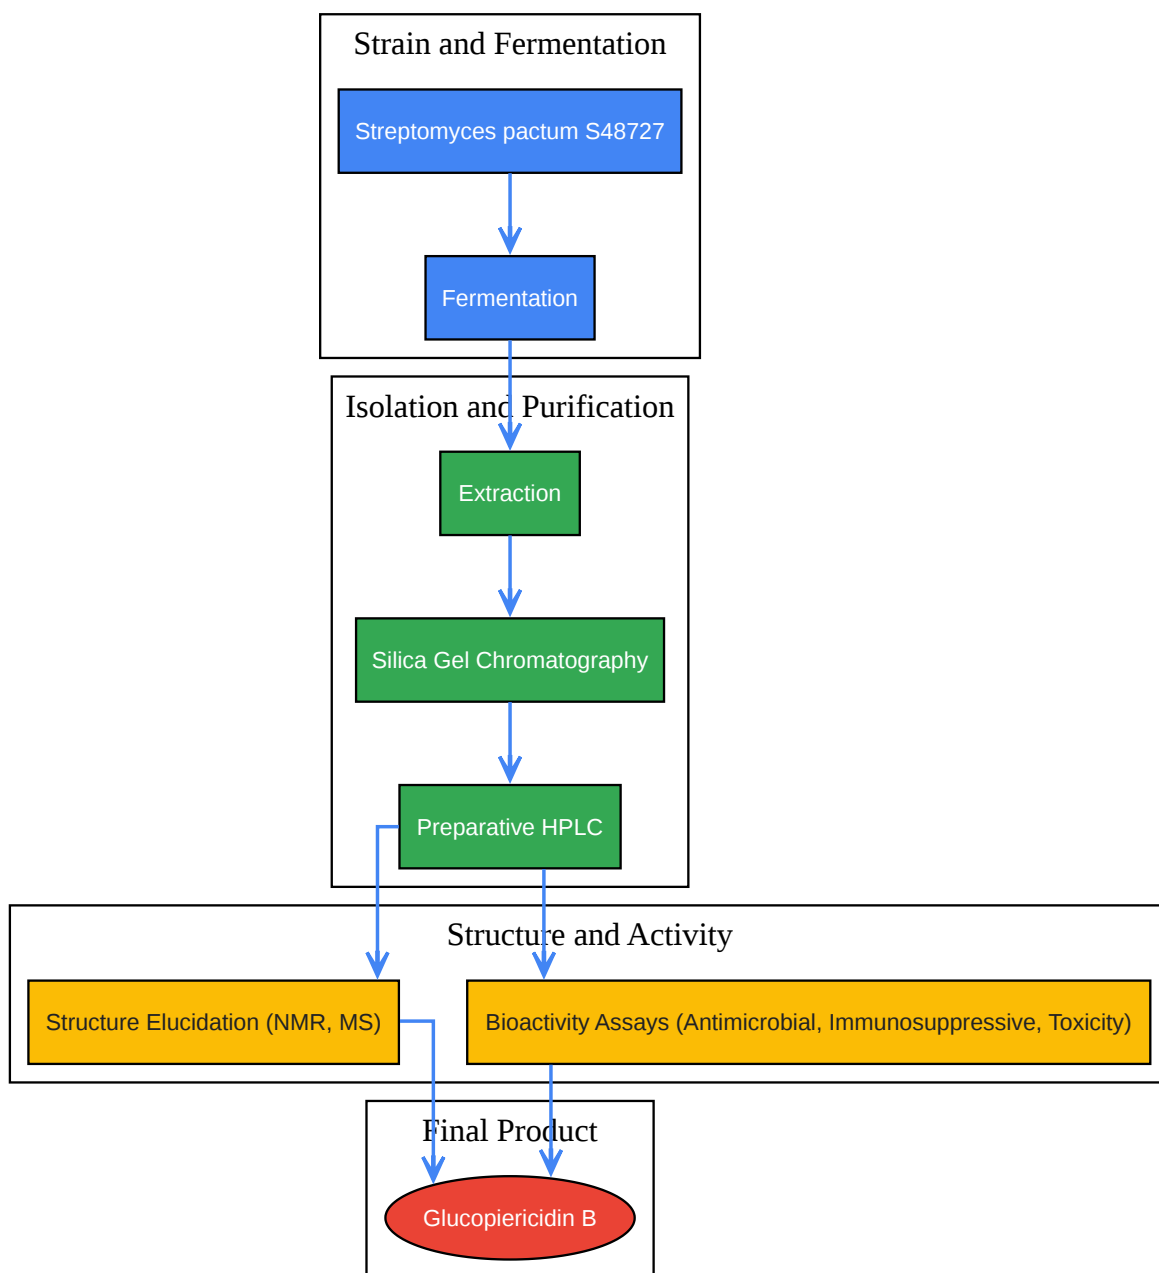 Strain and Fermentation
Streptomyces pactum S48727
Fermentation
Isolation and Purification
Extraction
Silica Gel Chromatography
Preparative HPLC
Structure and Activity
Structure Elucidation (NMR, MS)
Bioactivity Assays (Antimicrobial, Immunosuppressive, Toxicity)
Final Product
Glucopiericidin B